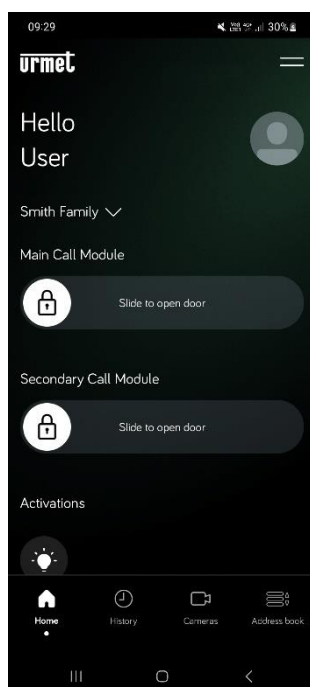 09:29
30%
urmet
Hello
User
Smith Family
Main Call Module
Slide to open door
Secondary Call Module
Slide to open door
Activations
Home
History
Cameras
Address book